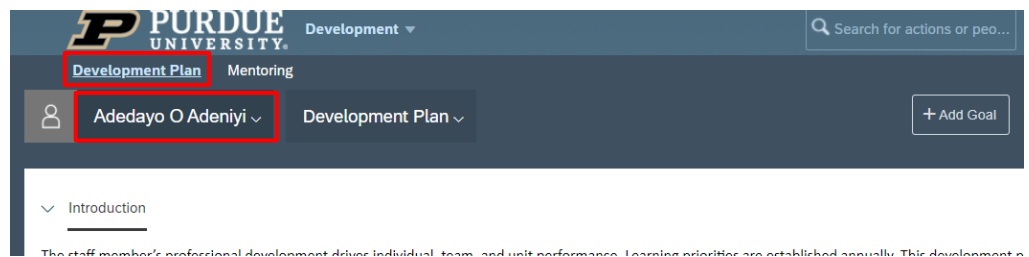 PURDUE
UNIVERSITY.
Development
Search for actions or peo...
Development Plan
Mentoring
Adedayo O Adeniyi
Development Plan
+ Add Goal
Introduction
The staff member's professional development drives individual, team, and unit performance. Learning priorities are established annually. This development p